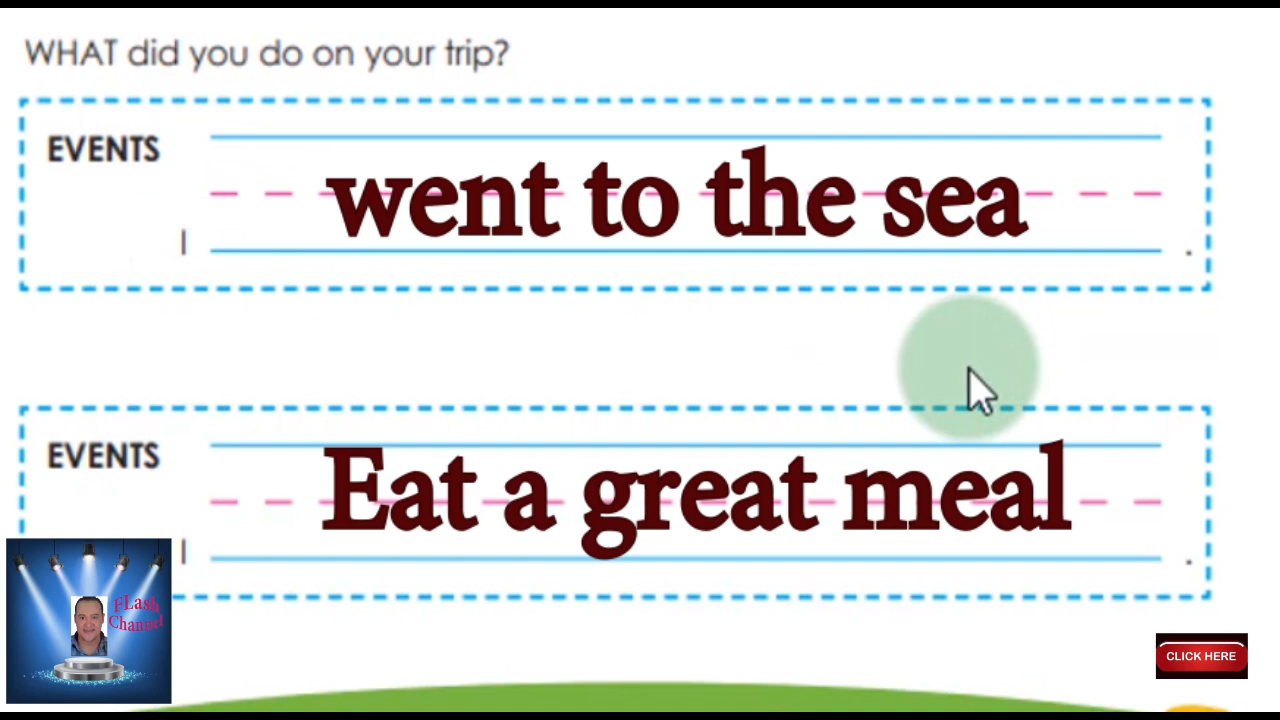 WHAT did you do on your trip?
EVENTS
went to the sea
I .
EVENTS
Eat a great meal
I .
FLash
Channel
CLICK HERE